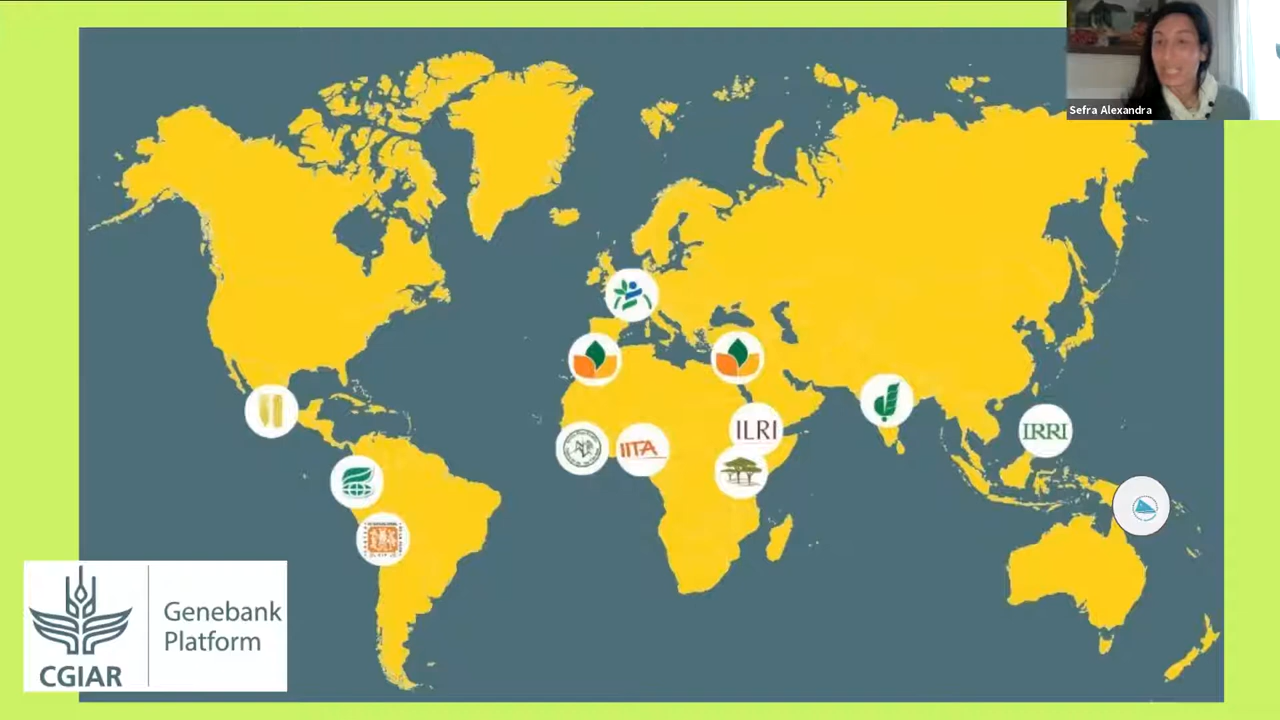 Sefra Alexandra
ILRI
IITA
IRRI
Genebank
Platform
CGIAR